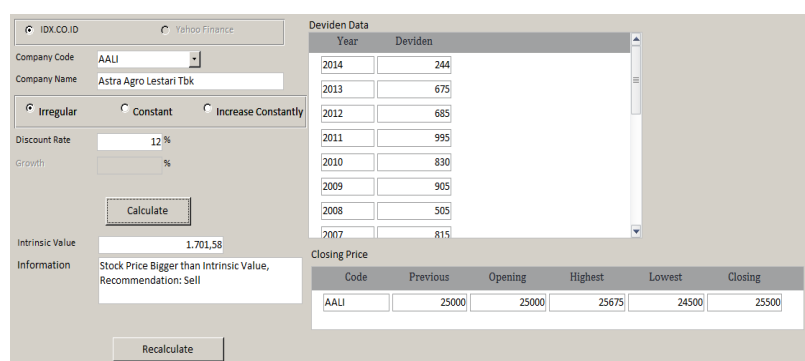 IDX.CO.ID Yahoo Finance
Company Code AALI
Company Name Astra Agro Lestari Tbk
Irregular Constant Increase Constantly
Discount Rate 12 %
Growth %
Calculate
Intrinsic Value 1.701,58
Information Stock Price Bigger than Intrinsic Value,
Recommendation: Sell
Recalculate
Deviden Data
Year Deviden
2014 244
2013 675
2012 685
2011 995
2010 830
2009 905
2008 505
2007 815
Closing Price
Code Previous Opening Highest Lowest Closing
AALI 25000 25000 25675 24500 25500